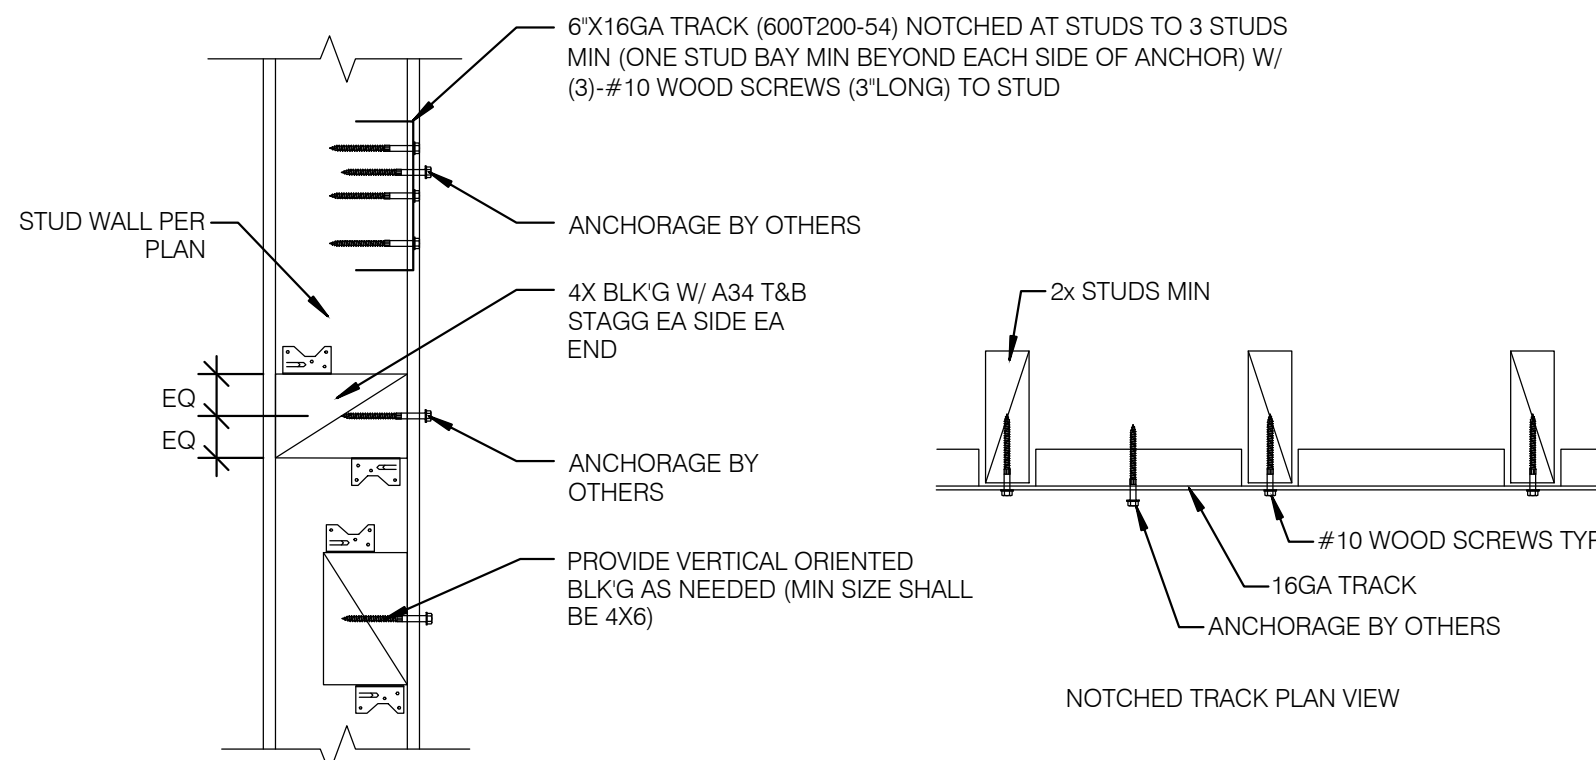 6"X16GA TRACK (600T200-54) NOTCHED AT STUDS TO 3 STUDS
MIN (ONE STUD BAY MIN BEYOND EACH SIDE OF ANCHOR) W/
(3)-#10 WOOD SCREWS (3"LONG) TO STUD
STUD WALL PER
PLAN
ANCHORAGE BY OTHERS
4X BLK'G W/ A34 T&B
STAGG EA SIDE EA
END
EQ
EQ
ANCHORAGE BY
OTHERS
PROVIDE VERTICAL ORIENTED
BLK'G AS NEEDED (MIN SIZE SHALL
BE 4X6)
2x STUDS MIN
#10 WOOD SCREWS TYP
16GA TRACK
ANCHORAGE BY OTHERS
NOTCHED TRACK PLAN VIEW